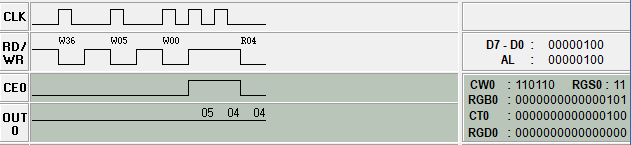 CLK
RD/
WR
W36 W05 W00 R04
CE0
OUT
0
05 04 04
D7 - D0 : 00000100
AL : 00000100
CW0 : 110110 RGS0 : 11
RGB0 : 0000000000000101
CT0 : 0000000000000100
RGD0 : 0000000000000000